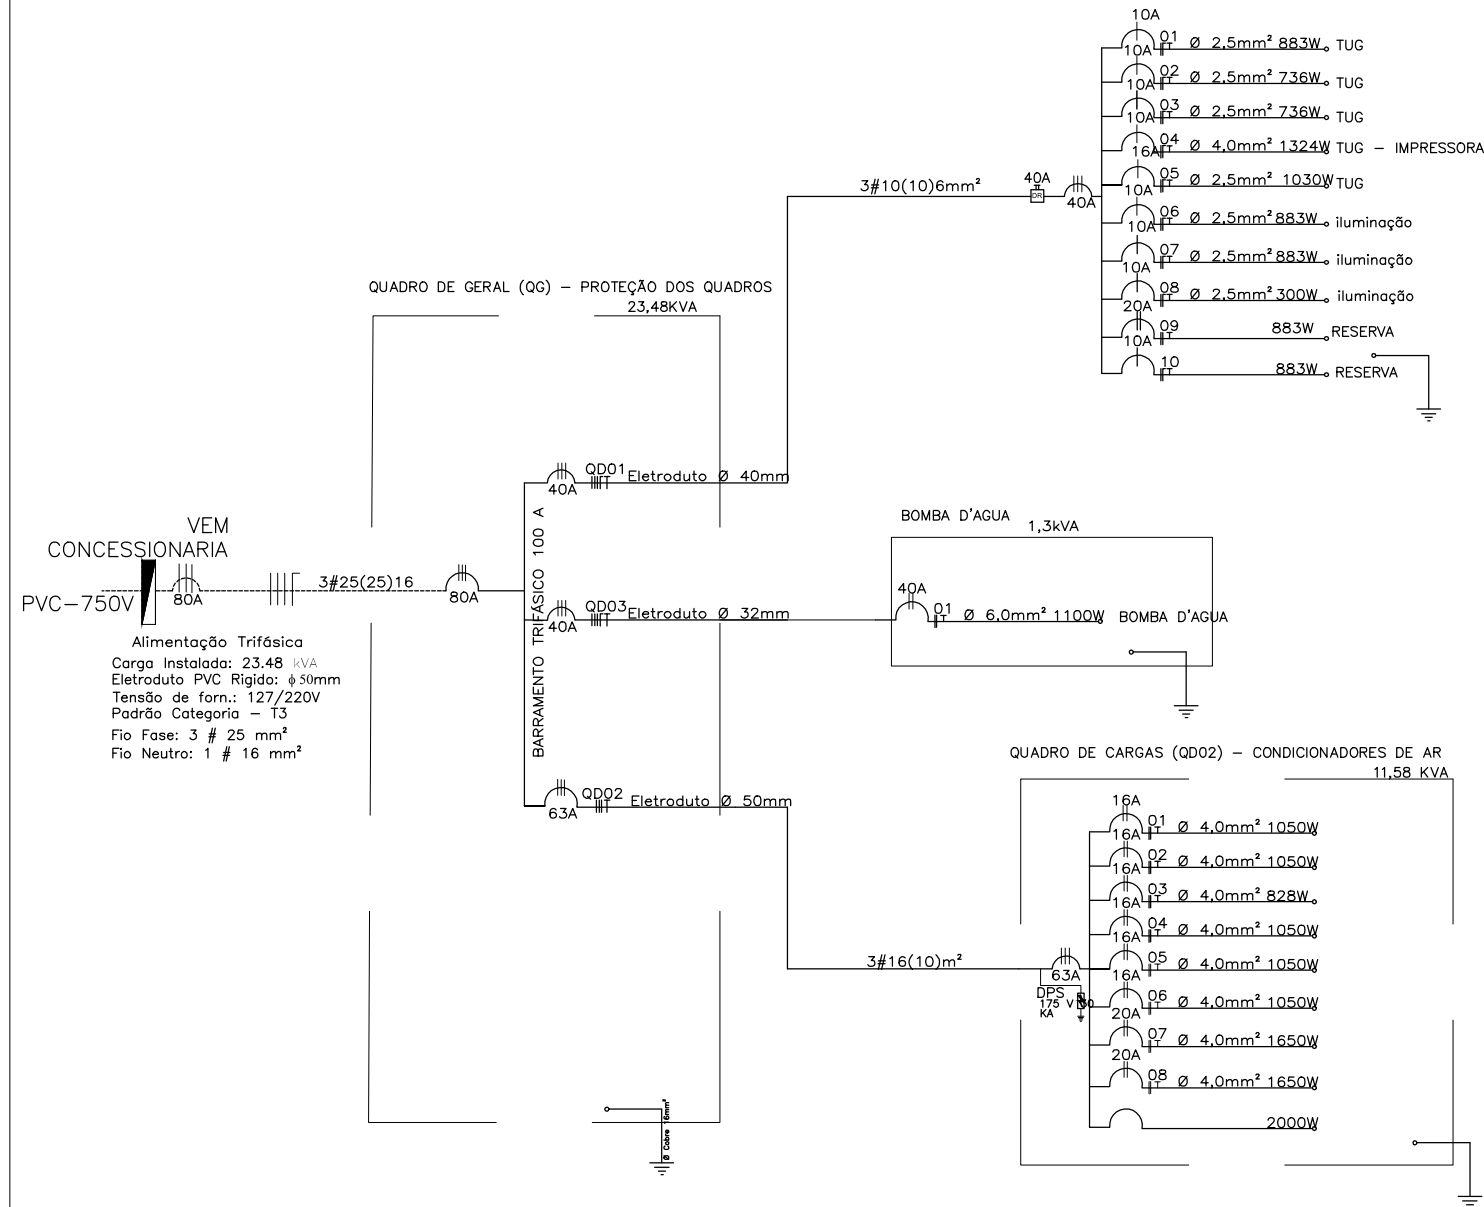 10A
01 Ø 2,5mm² 883W TUG
10A
02 Ø 2,5mm² 736W TUG
10A
03 Ø 2,5mm² 736W TUG
10A
04 Ø 4,0mm² 1324W TUG – IMPRESSORA
16A
05 Ø 2,5mm² 1030W TUG
10A
06 Ø 2,5mm² 883W iluminação
10A
07 Ø 2,5mm² 883W iluminação
10A
08 Ø 2,5mm² 300W iluminação
20A
09 883W RESERVA
10A
10 883W RESERVA
3#10(10)6mm²
40A
DR
40A
QUADRO DE GERAL (QG) – PROTEÇÃO DOS QUADROS
23,48KVA
QD01 Eletroduto Ø 40mm
40A
VEM
CONCESSIONARIA
PVC–750V
80A
3#25(25)16
80A
BARRAMENTO TRIFÁSICO 100 A
QD03 Eletroduto Ø 32mm
40A
Alimentação Trifásica
Carga Instalada: 23.48 kVA
Eletroduto PVC Rigido: ϕ 50mm
Tensão de forn.: 127/220V
Padrão Categoria – T3
Fio Fase: 3 # 25 mm²
Fio Neutro: 1 # 16 mm²
BOMBA D'AGUA
1,3kVA
40A
01 Ø 6,0mm² 1100W BOMBA D'AGUA
QD02 Eletroduto Ø 50mm
63A
QUADRO DE CARGAS (QD02) – CONDICIONADORES DE AR
11,58 KVA
16A
01 Ø 4,0mm² 1050W
16A
02 Ø 4,0mm² 1050W
16A
03 Ø 4,0mm² 828W
16A
04 Ø 4,0mm² 1050W
16A
05 Ø 4,0mm² 1050W
16A
06 Ø 4,0mm² 1050W
20A
07 Ø 4,0mm² 1650W
20A
08 Ø 4,0mm² 1650W
2000W
3#16(10)m²
63A
DPS
175 V
KA
Ø Cobre 16mm²